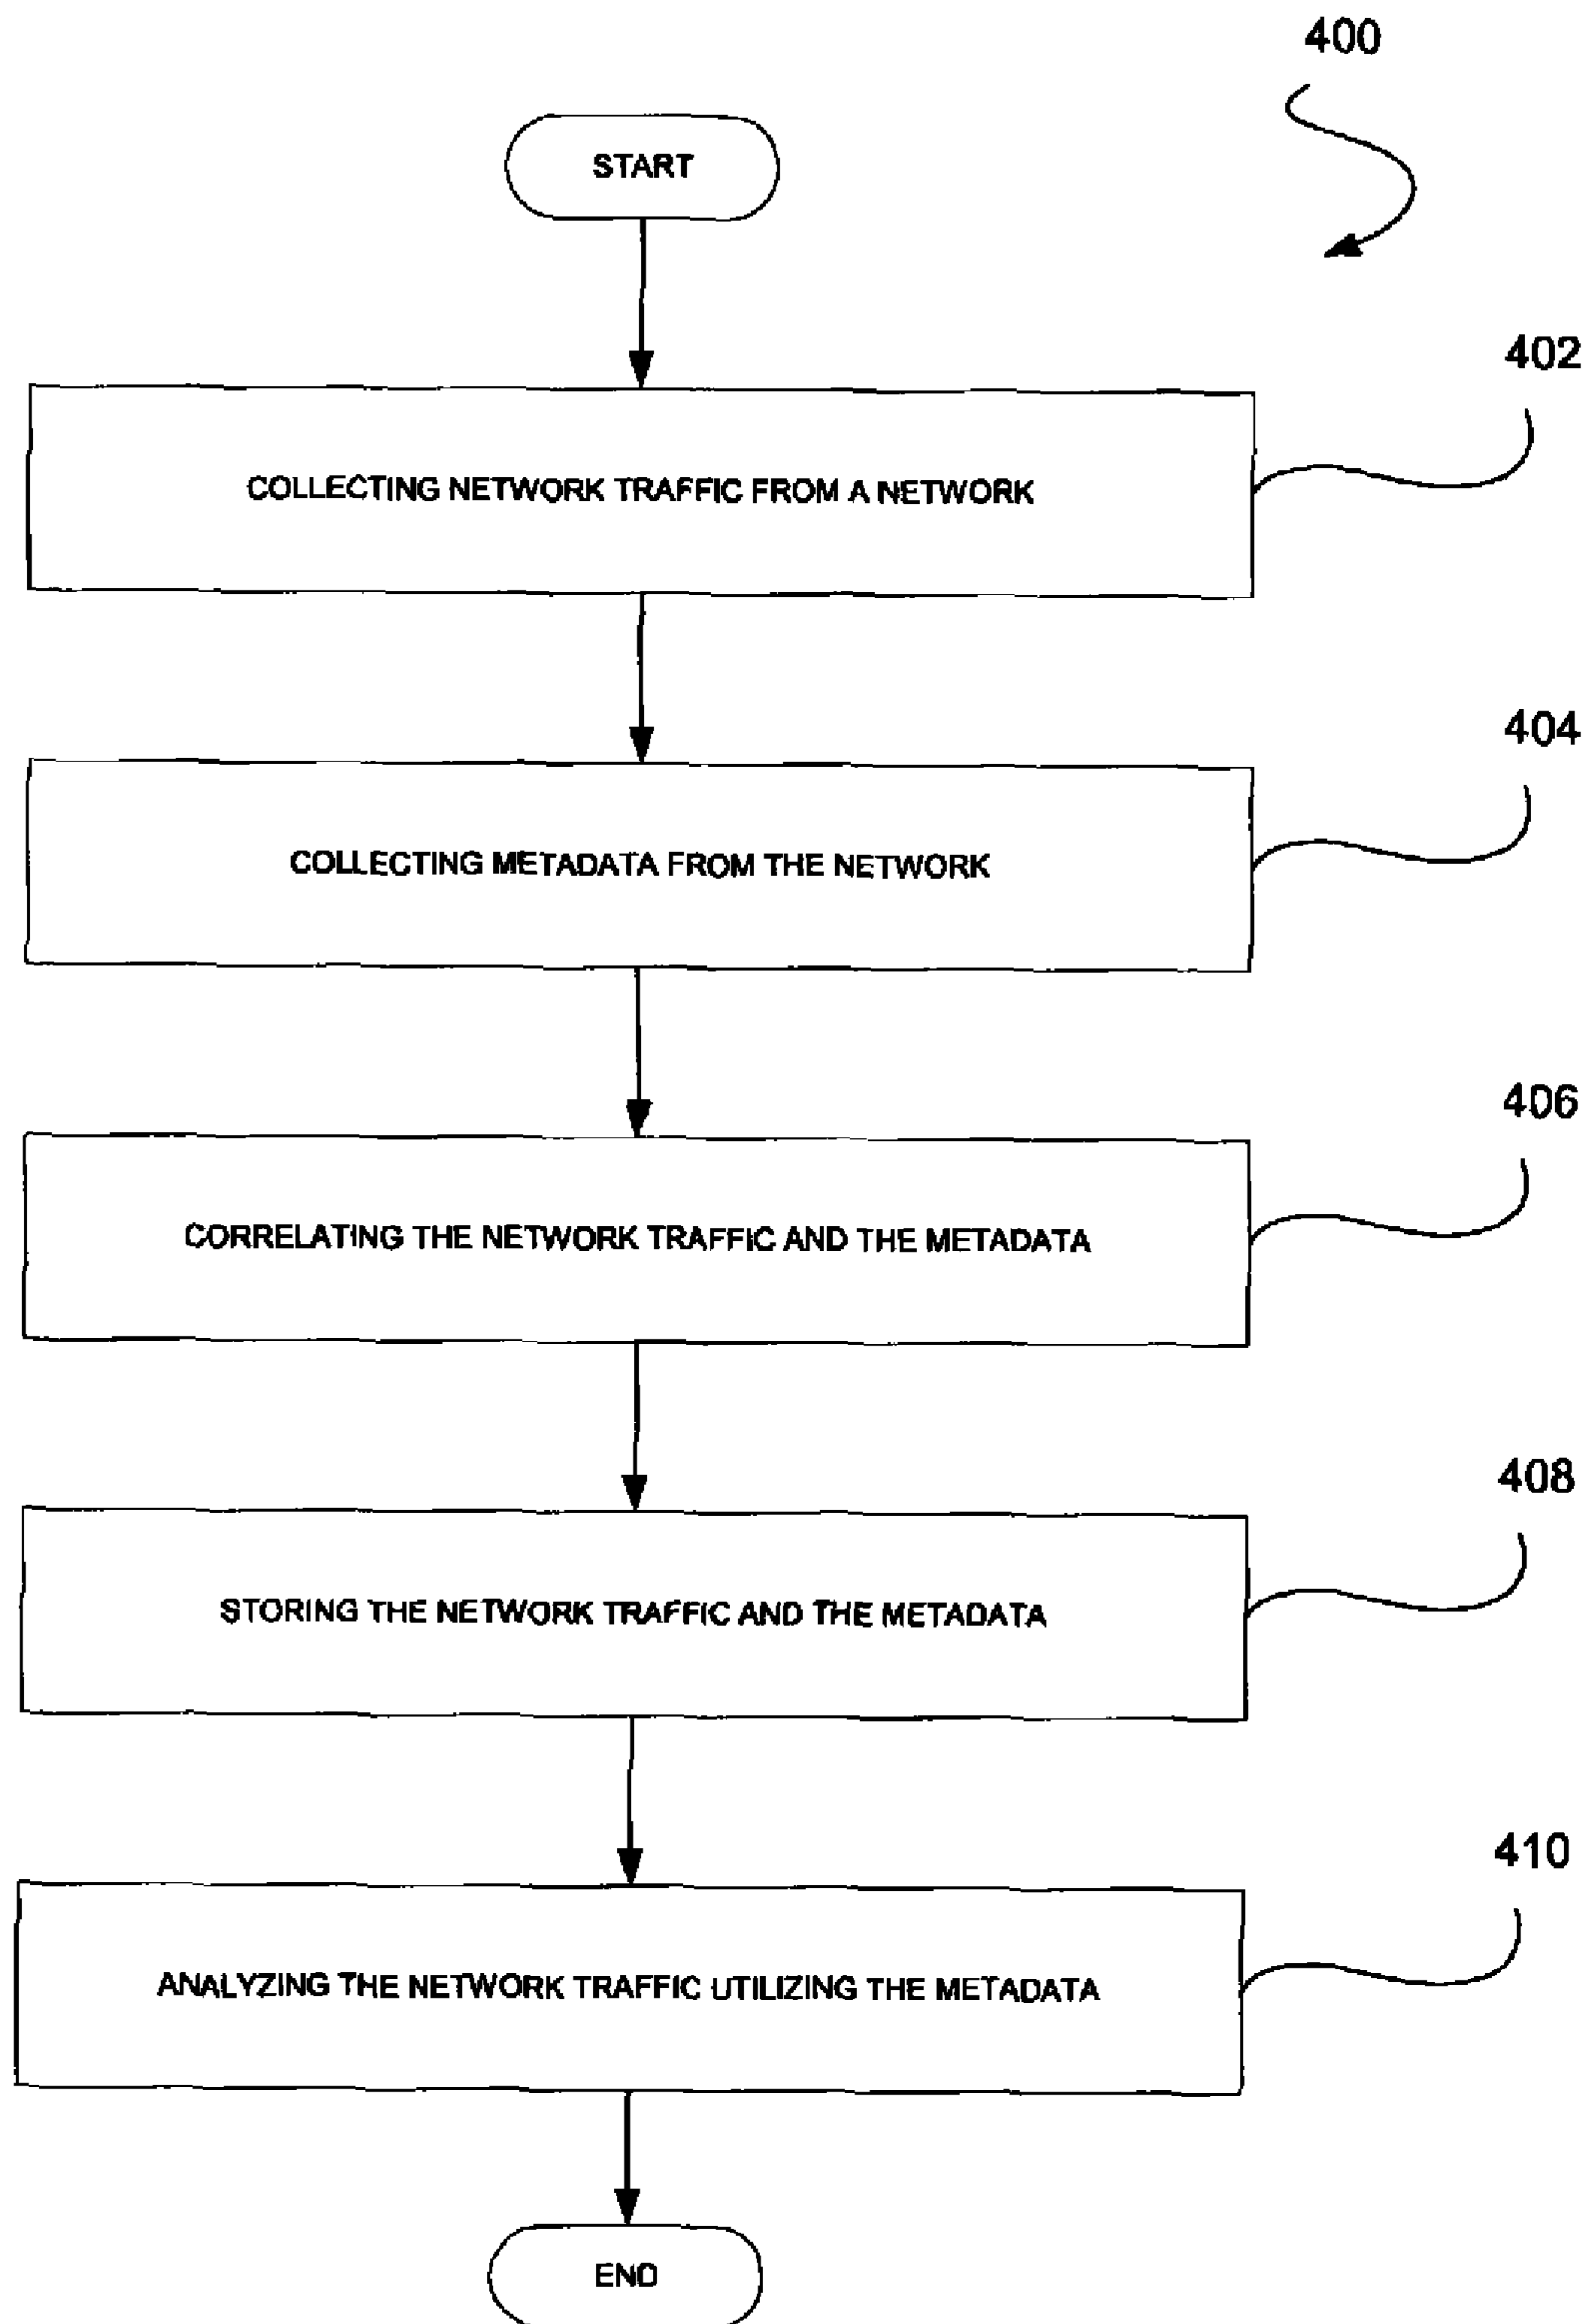 400
START
402
COLLECTING NETWORK TRAFFIC FROM A NETWORK
404
COLLECTING METADATA FROM THE NETWORK
406
CORRELATING THE NETWORK TRAFFIC AND THE METADATA
408
STORING THE NETWORK TRAFFIC AND THE METADATA
410
ANALYZING THE NETWORK TRAFFIC UTILIZING THE METADATA
END